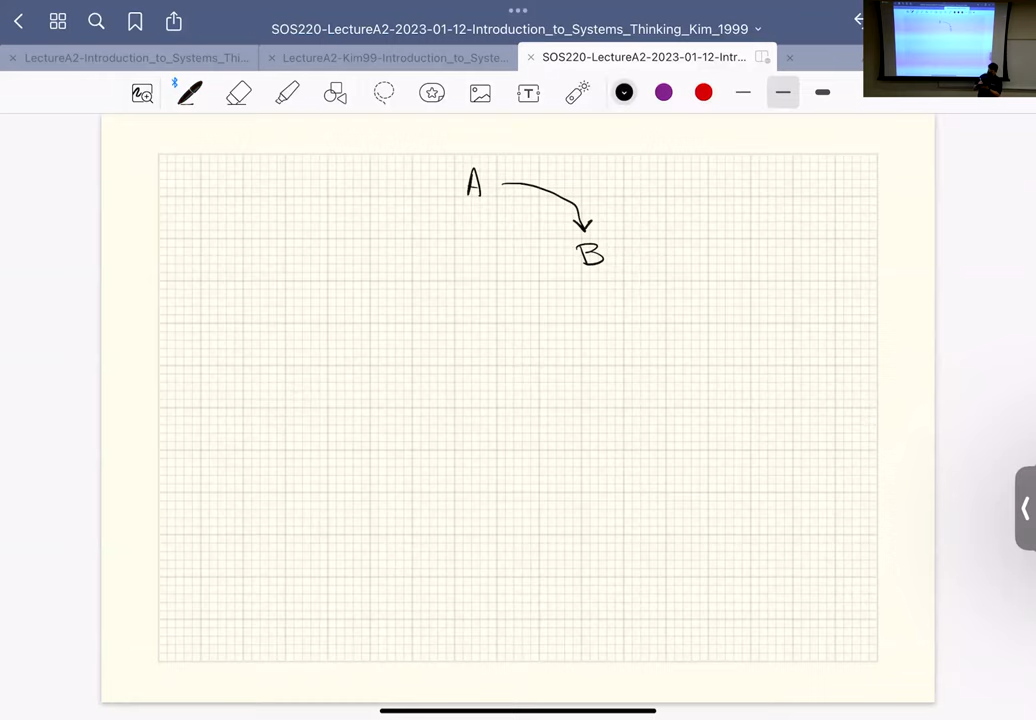 SOS220-LectureA2-2023-01-12-Introduction_to_Systems_Thinking_Kim_1999
LectureA2-Introduction_to_Systems_Thi...
LectureA2-Kim99-Introduction_to_Syste...
SOS220-LectureA2-2023-01-12-Intr...
T
A
B